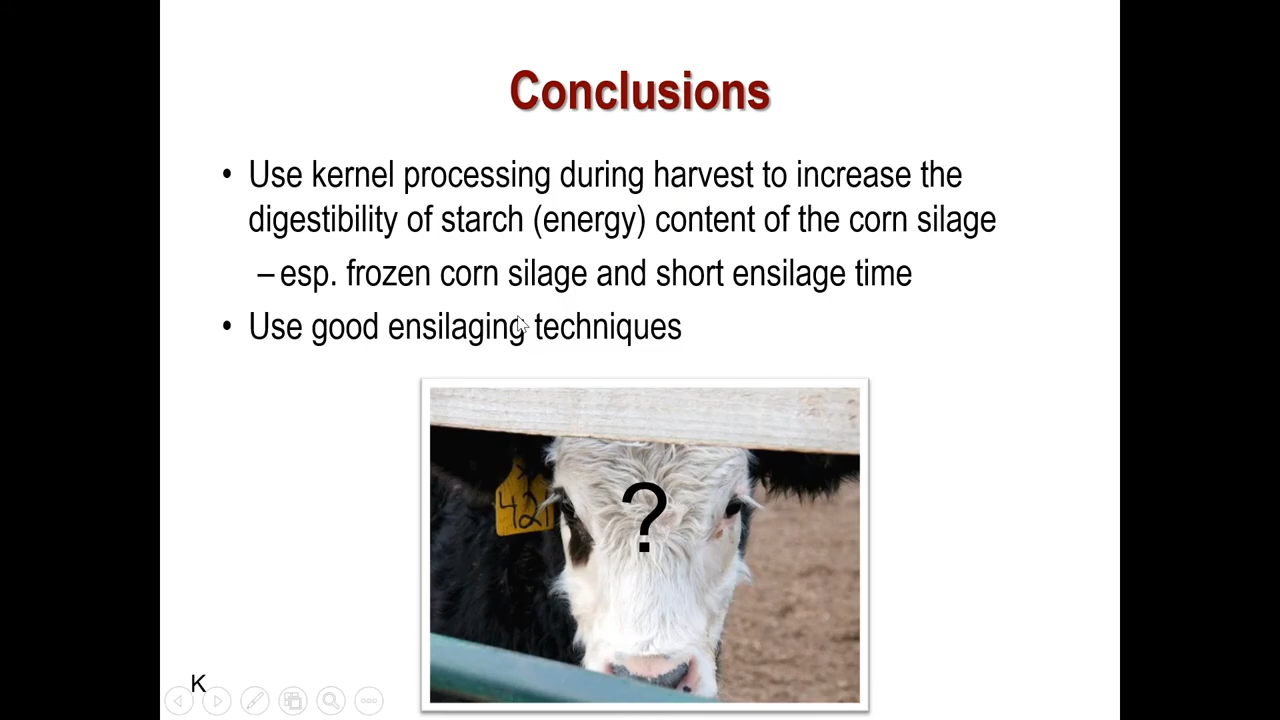 Conclusions
• Use kernel processing during harvest to increase the
digestibility of starch (energy) content of the corn silage
– esp. frozen corn silage and short ensilage time
• Use good ensilaging techniques
?
421
K